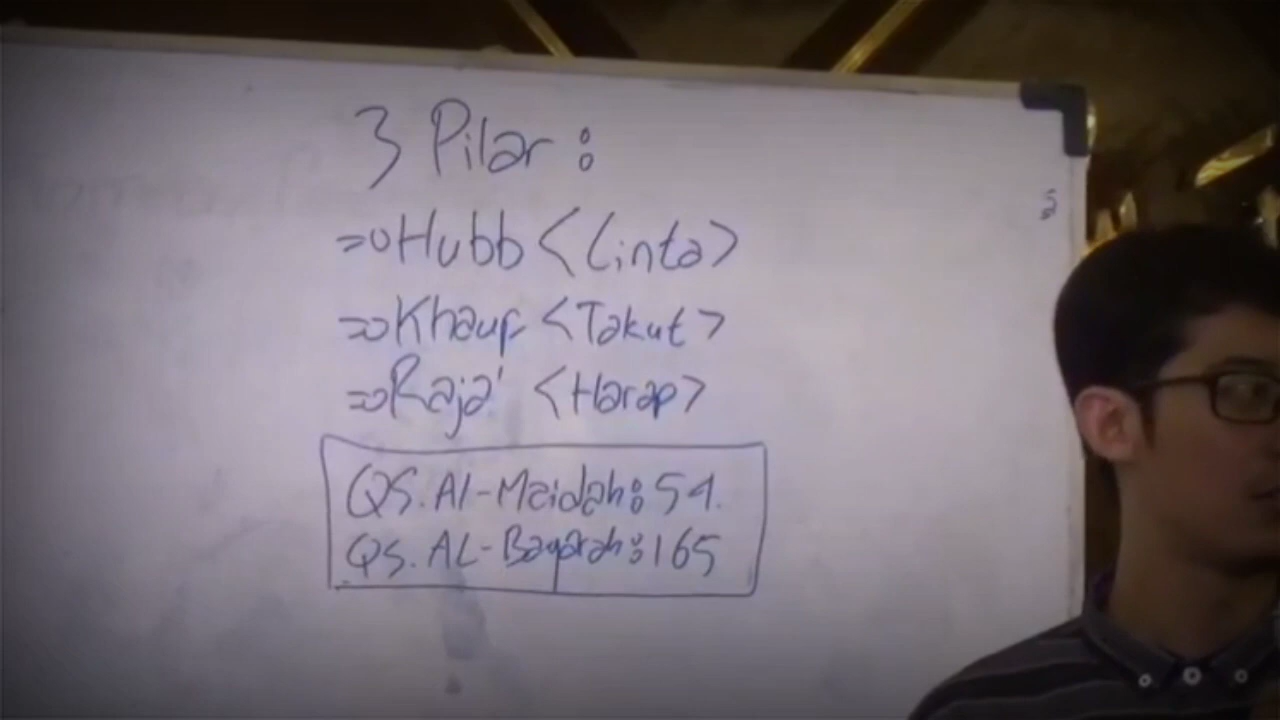 3 Pilar :
=> Hubb <Cinta>
=> Khauf <Takut>
=> Raja' <Harap>
QS. Al-Maidah: 54.
QS. AL-Baqarah: 165